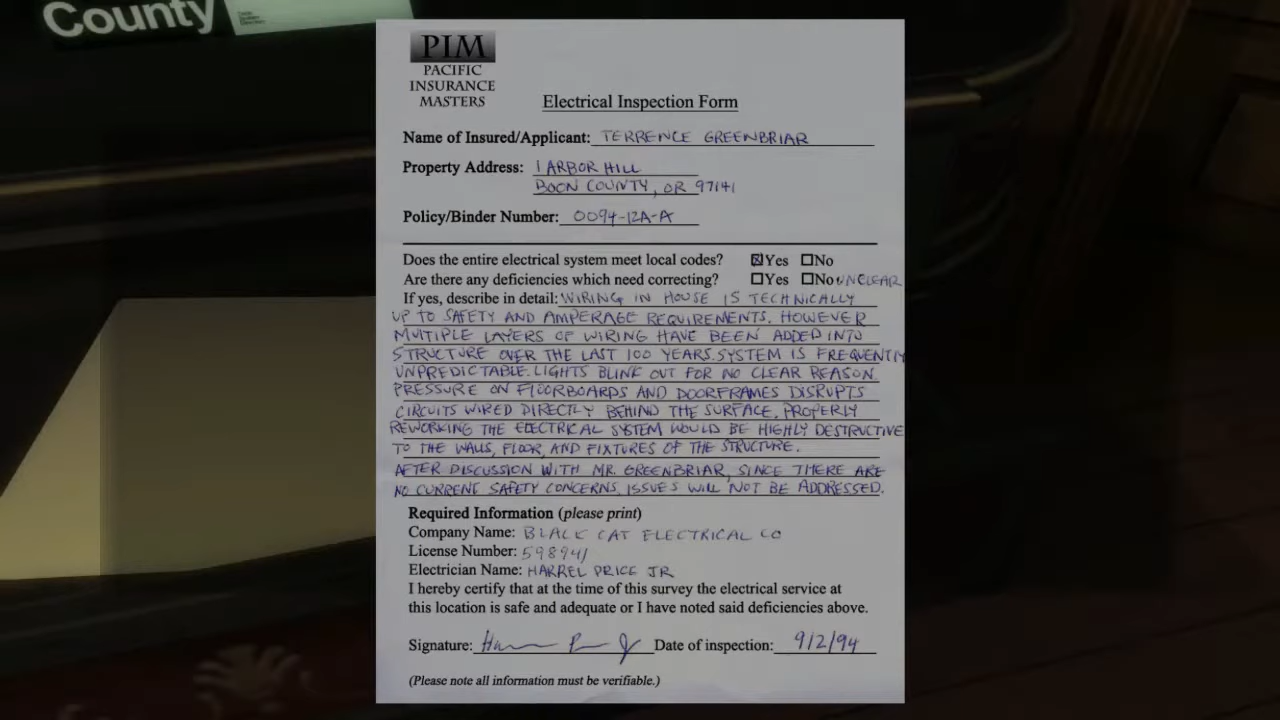 County
PIM
PACIFIC
INSURANCE
MASTERS
Electrical Inspection Form
Name of Insured/Applicant: TERRENCE GREENBRIAR
Property Address: 1 ARBOR HILL
BOON COUNTY, OR 97141
Policy/Binder Number: 0094-12A-A
Does the entire electrical system meet local codes? ☒Yes ☐No
Are there any deficiencies which need correcting? ☐Yes ☐No UNCLEAR
If yes, describe in detail: WIRING IN HOUSE IS TECHNICALLY
UP TO SAFETY AND AMPERAGE REQUIREMENTS. HOWEVER
MULTIPLE LAYERS OF WIRING HAVE BEEN ADDED INTO
STRUCTURE OVER THE LAST 100 YEARS. SYSTEM IS FREQUENTLY
UNPREDICTABLE. LIGHTS BLINK OUT FOR NO CLEAR REASON.
PRESSURE ON FLOORBOARDS AND DOORFRAMES DISRUPTS
CIRCUITS WIRED DIRECTLY BEHIND THE SURFACE. PROPERLY
REWORKING THE ELECTRICAL SYSTEM WOULD BE HIGHLY DESTRUCTIVE
TO THE WALLS, FLOOR, AND FIXTURES OF THE STRUCTURE.
AFTER DISCUSSION WITH MR. GREENBRIAR, SINCE THERE ARE
NO CURRENT SAFETY CONCERNS, ISSUES WILL NOT BE ADDRESSED.
Required Information (please print)
Company Name: BLACK CAT ELECTRICAL CO
License Number: 598941
Electrician Name: HARREL PRICE JR
I hereby certify that at the time of this survey the electrical service at
this location is safe and adequate or I have noted said deficiencies above.
Signature: Date of inspection: 9/2/94
(Please note all information must be verifiable.)